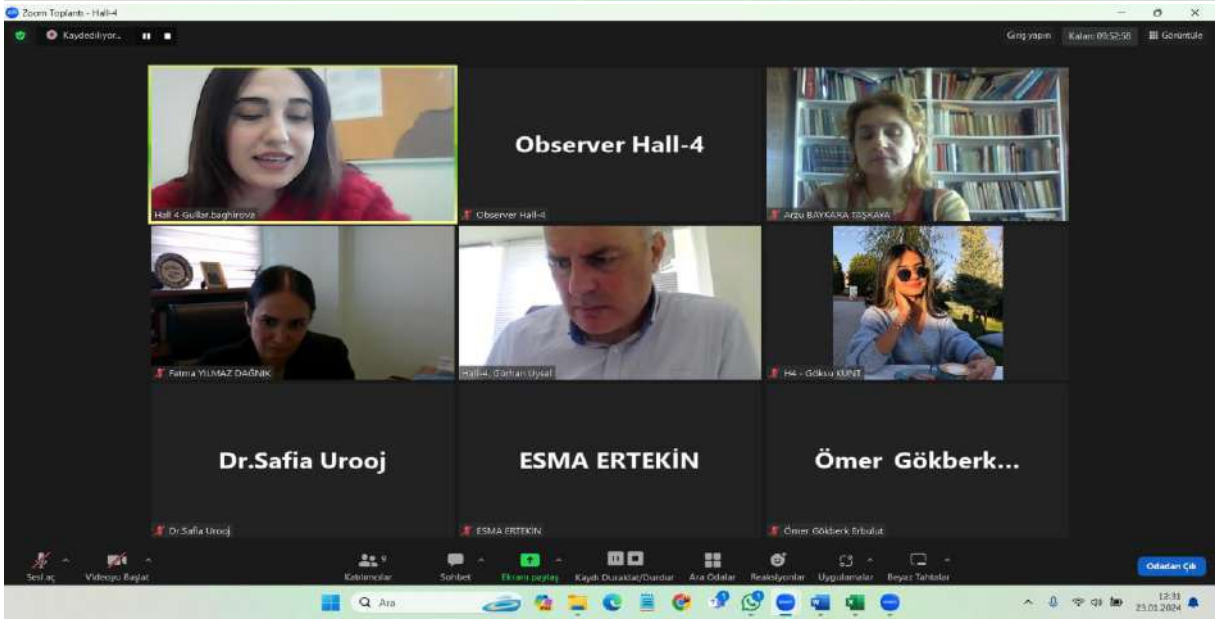 Zoom Toplantı - Hall-4
Kaydediliyor...
Giriş yapın
Kalan: 09:52:58
Görüntüle
Hall 4 Gullar.baghirova
Observer Hall-4
Observer Hall-4
Arzu BAYKARA TAŞKAYA
Fatma YILMAZ DAĞNIK
Hall-4, Gürhan Uysal
H4 - Göksu KUNT
Dr.Safia Urooj
Dr.Safia Urooj
ESMA ERTEKİN
ESMA ERTEKİN
Ömer Gökberk...
Ömer Gökberk Erbulut
Sesi aç
Videoyu Başlat
9
Katılımcılar
Sohbet
Ekranı paylaş
Kaydı Duraklat/Durdur
Ara Odalar
Reaksiyonlar
Uygulamalar
Beyaz Tahtalar
Odadan Çık
Ara
12:31
23.01.2024